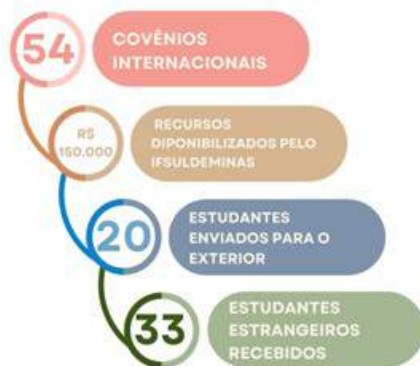 54
COVÊNIOS
INTERNACIONAIS
R$
150.000
RECURSOS
DIPONIBILIZADOS PELO
IFSULDEMINAS
20
ESTUDANTES
ENVIADOS PARA O
EXTERIOR
33
ESTUDANTES
ESTRANGEIROS
RECEBIDOS